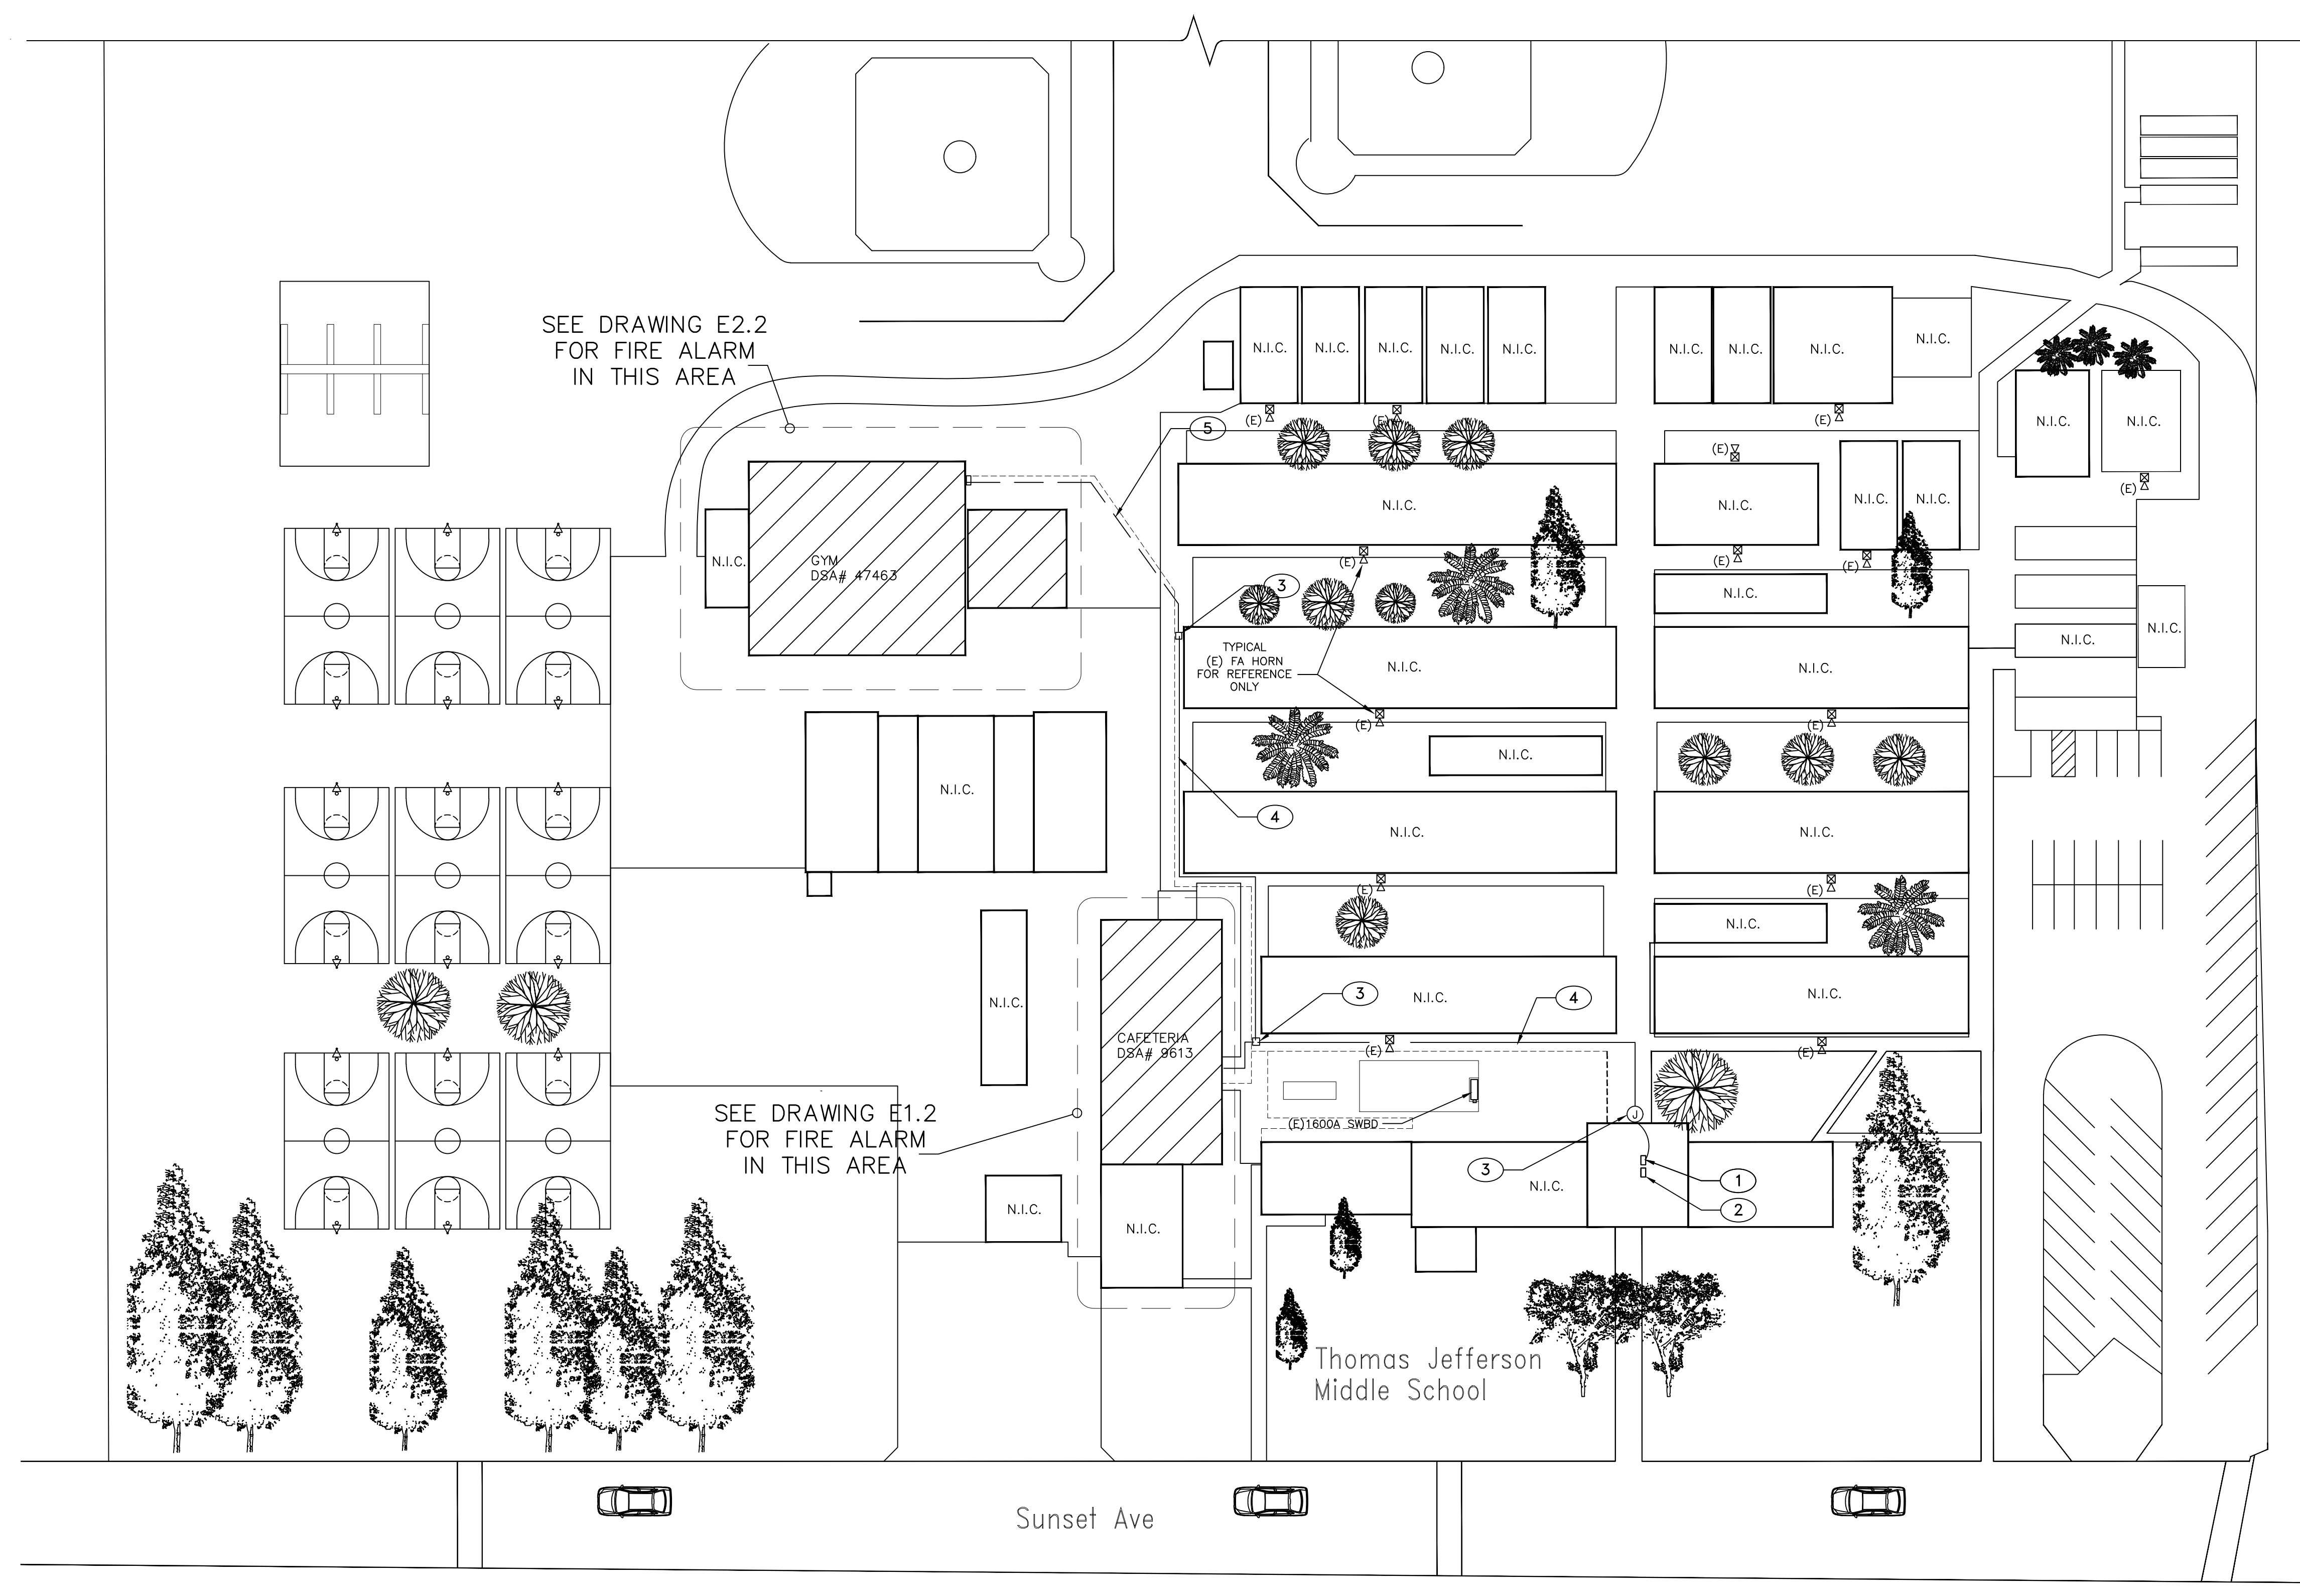 SEE DRAWING E2.2
FOR FIRE ALARM
IN THIS AREA
N.I.C.
N.I.C.
N.I.C.
N.I.C.
N.I.C.
N.I.C.
N.I.C.
N.I.C.
N.I.C.
(E)
(E)
(E)
5
N.I.C.
N.I.C.
(E)
(E)
N.I.C.
N.I.C.
N.I.C.
N.I.C.
N.I.C.
GYM
DSA# 47463
(E)
(E)
(E)
3
N.I.C.
N.I.C.
N.I.C.
TYPICAL
(E) FA HORN
FOR REFERENCE
ONLY
N.I.C.
N.I.C.
(E)
(E)
N.I.C.
N.I.C.
4
N.I.C.
N.I.C.
(E)
(E)
N.I.C.
N.I.C.
3
N.I.C.
4
N.I.C.
CAFETERIA
DSA# 9613
(E)
(E)
SEE DRAWING E1.2
FOR FIRE ALARM
IN THIS AREA
(E)1600A SWBD
J
3
N.I.C.
1
2
N.I.C.
N.I.C.
Thomas Jefferson
Middle School
Sunset Ave